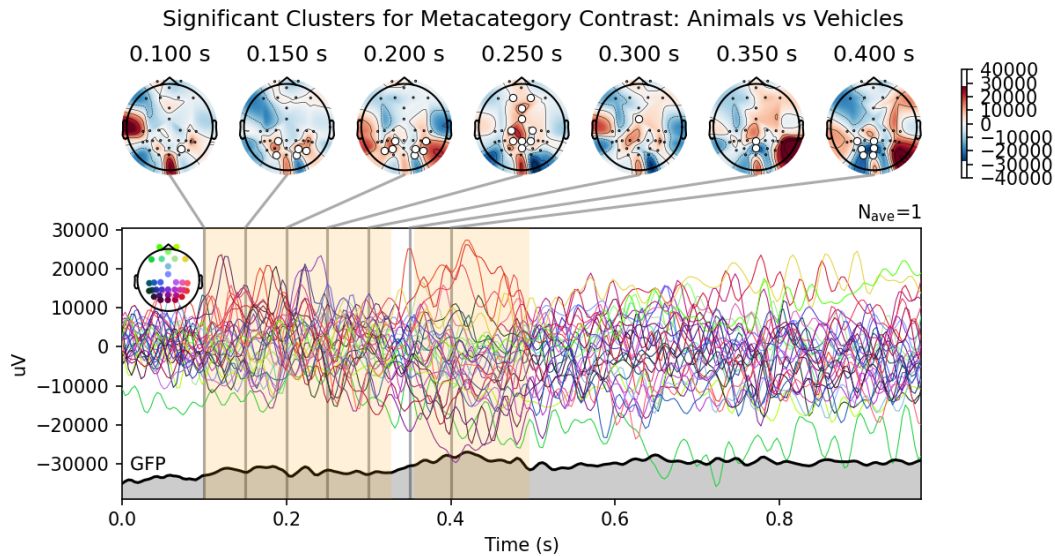 Significant Clusters for Metacategory Contrast: Animals vs Vehicles
0.100 s 0.150 s 0.200 s 0.250 s 0.300 s 0.350 s 0.400 s
40000
30000
20000
10000
0
−10000
−20000
−30000
−40000
Nave=1
30000
20000
10000
0
−10000
−20000
−30000
uV
GFP
0.0 0.2 0.4 0.6 0.8
Time (s)